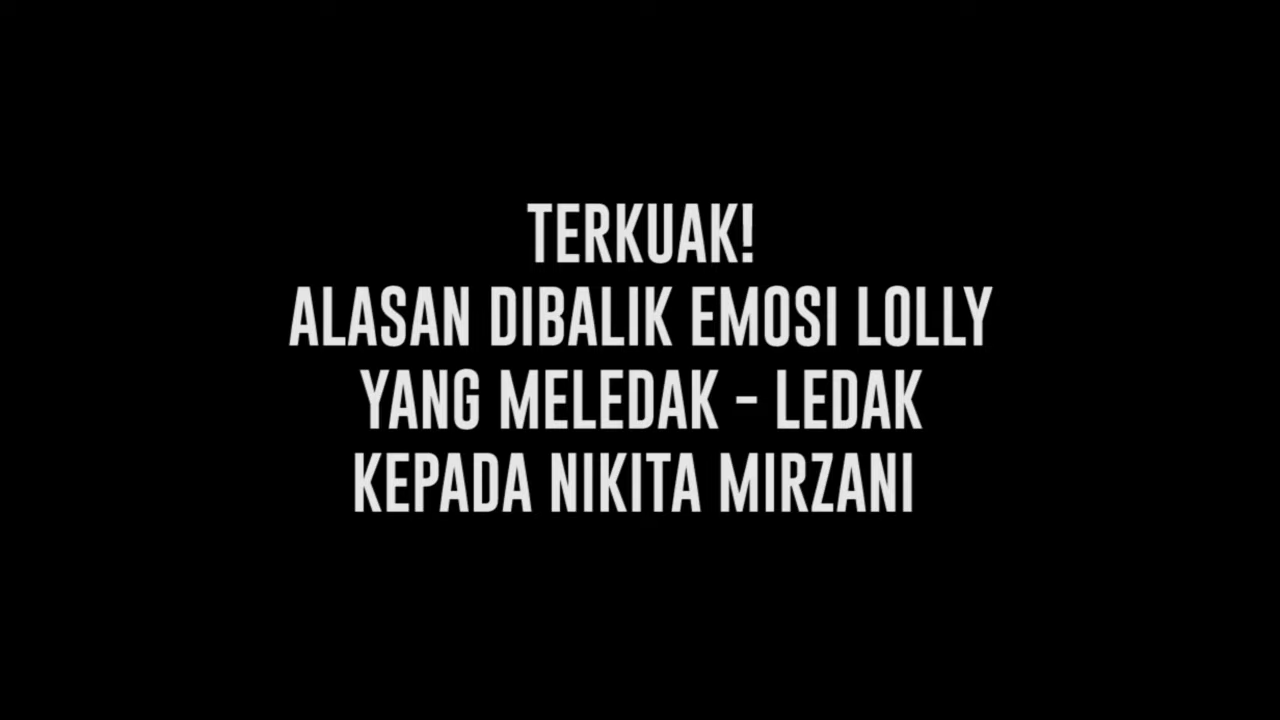 TERKUAK!
ALASAN DIBALIK EMOSI LOLLY
YANG MELEDAK - LEDAK
KEPADA NIKITA MIRZANI